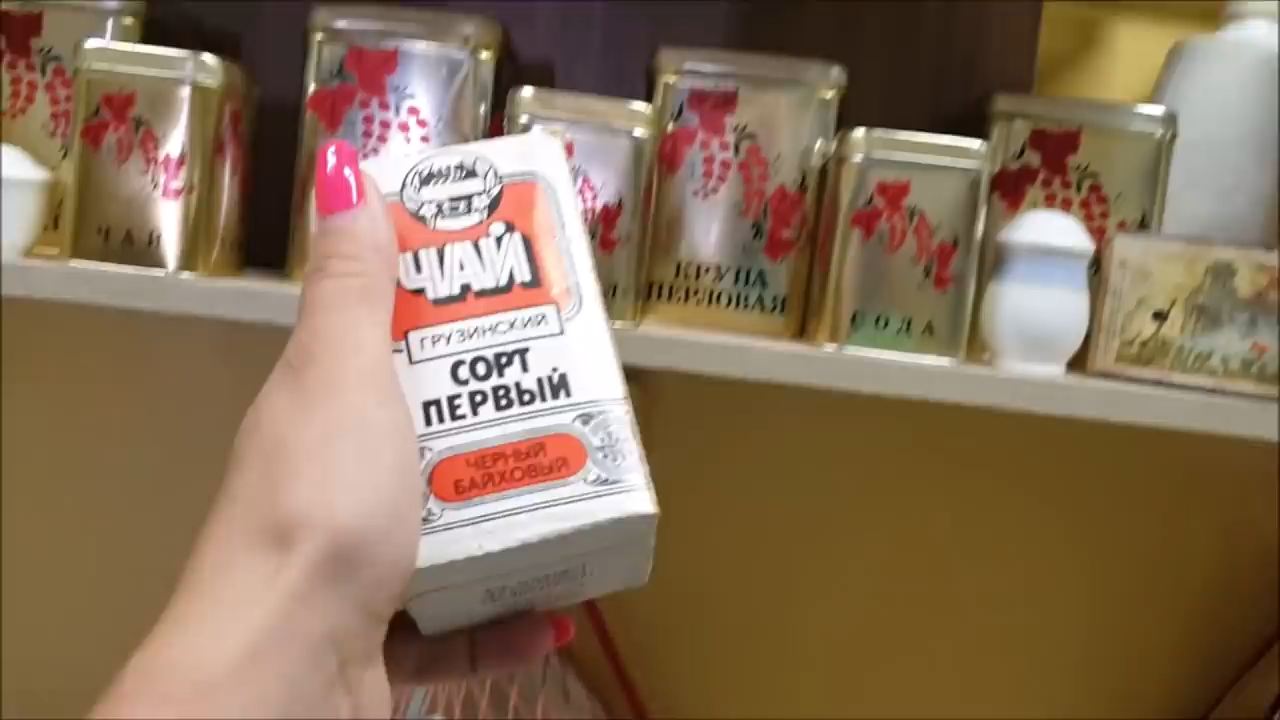 ЧАЙ
ГРУЗИНСКИЙ
СОРТ
ПЕРВЫЙ
ЧЕРНЫЙ
БАЙХОВЫЙ
ЧАЙ
КРУПА
ПЕРЛОВАЯ
СОДА